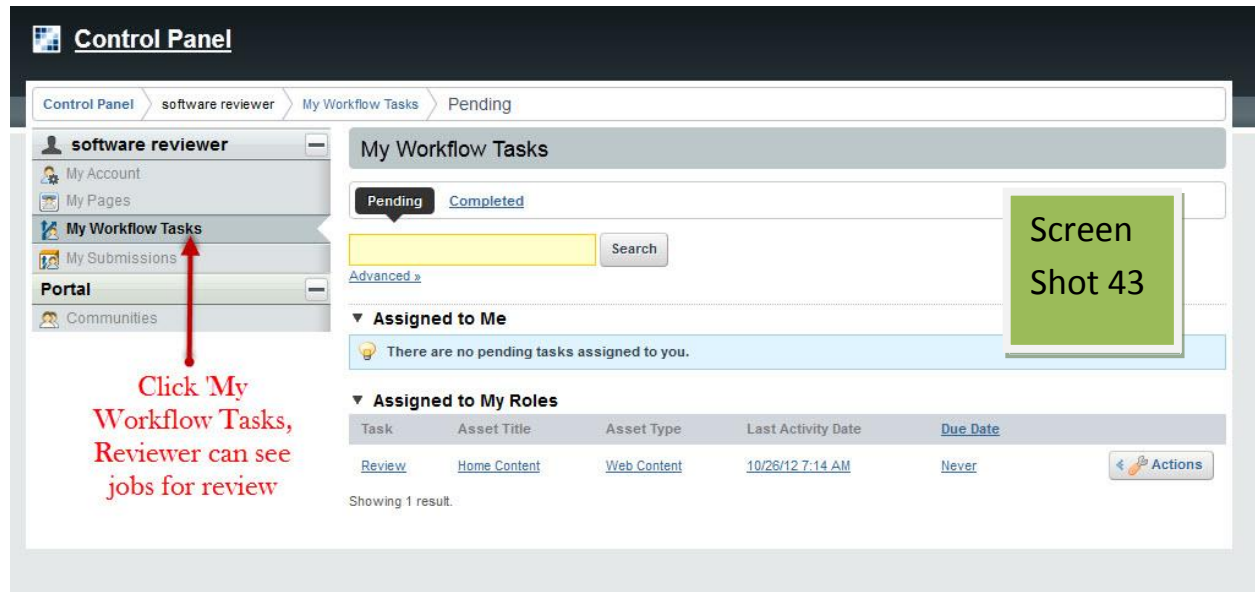 Control Panel
Control Panel software reviewer My Workflow Tasks Pending
software reviewer
My Account
My Pages
My Workflow Tasks
My Submissions
Portal
Communities
Click 'My
Workflow Tasks,
Reviewer can see
jobs for review
My Workflow Tasks
Pending Completed
Search
Advanced »
Assigned to Me
There are no pending tasks assigned to you.
Assigned to My Roles
Task Asset Title Asset Type Last Activity Date Due Date
Review Home Content Web Content 10/26/12 7:14 AM Never Actions
Showing 1 result.
Screen
Shot 43